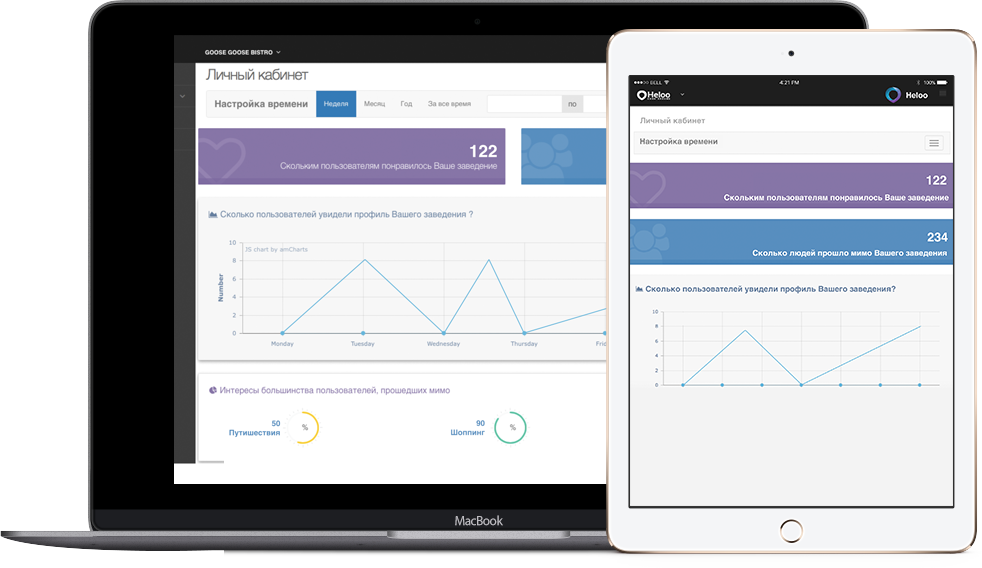 GOOSE GOOSE BISTRO
Личный кабинет
Настройка времени
Неделя
Месяц
Год
За все время
по
122
Скольким пользователям понравилось Ваше заведение
Сколько пользователей увидели профиль Вашего заведения ?
JS chart by amCharts
Number
10
8
6
4
2
0
Monday
Tuesday
Wednesday
Thursday
Frid
Интересы большинства пользователей, прошедших мимо
50
Путишествия
%
90
Шоппинг
%
MacBook
BELL
4:21 PM
100%
Heloo
Heloo
Личный кабинет
Настройка времени
122
Скольким пользователям понравилось Ваше заведение
234
Сколько людей прошло мимо Вашего заведения
Сколько пользователей увидели профиль Вашего заведения?
10
8
6
4
2
0